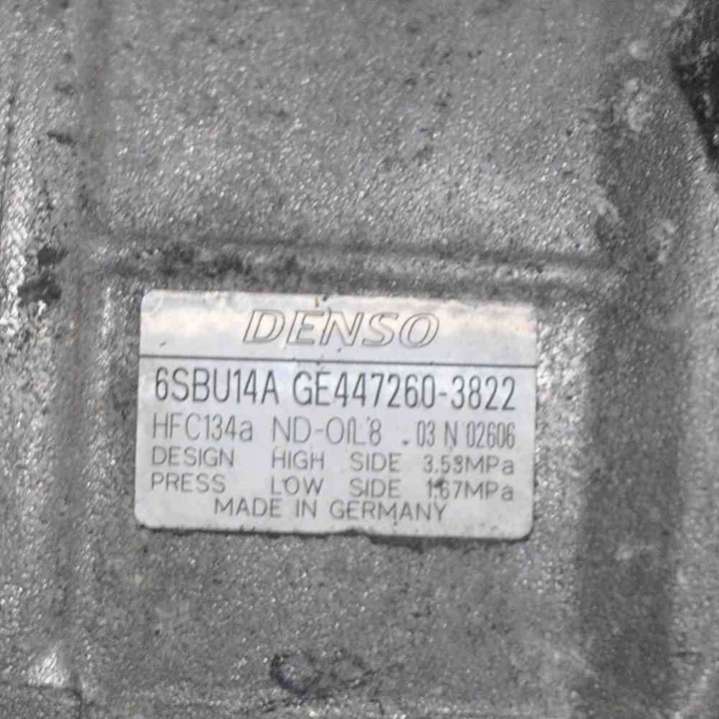 DENSO
6SBU14A GE447260-3822
HFC134a ND-OIL8 .03 N 02606
DESIGN HIGH SIDE 3.53MPa
PRESS LOW SIDE 1.67MPa
MADE IN GERMANY